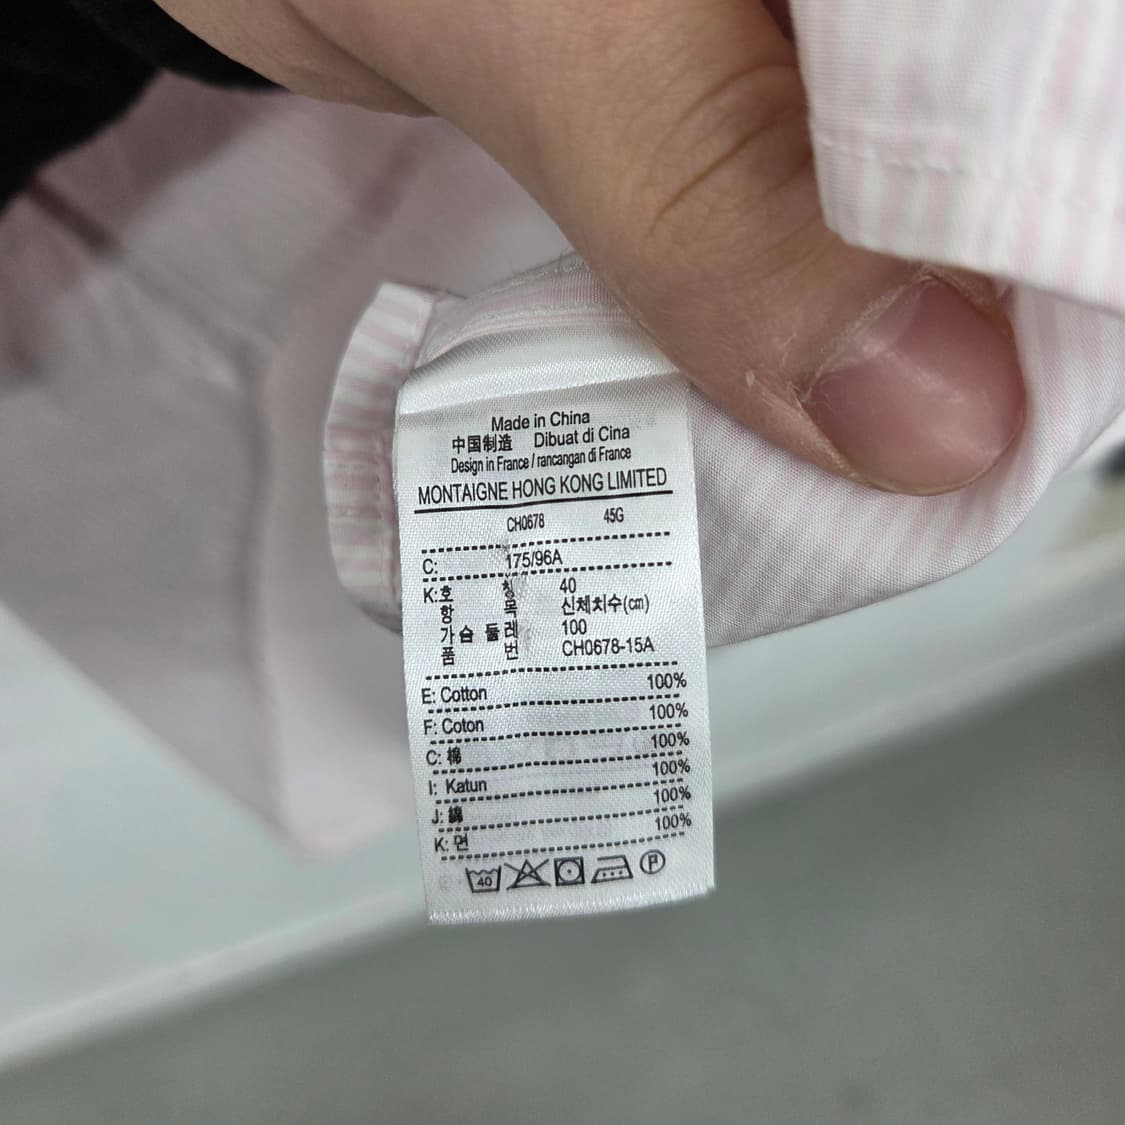 Made in China
中国制造 Dibuat di Cina
Design in France / rancangan di France
MONTAIGNE HONG KONG LIMITED
CH0678 45G
C: 175/96A
K: 호 칭 40
항 목 신체치수(cm)
가슴 둘레 100
품 번 CH0678-15A
E: Cotton 100%
F: Coton 100%
C: 棉 100%
I: Katun 100%
J: 綿 100%
K: 면 100%
40 P